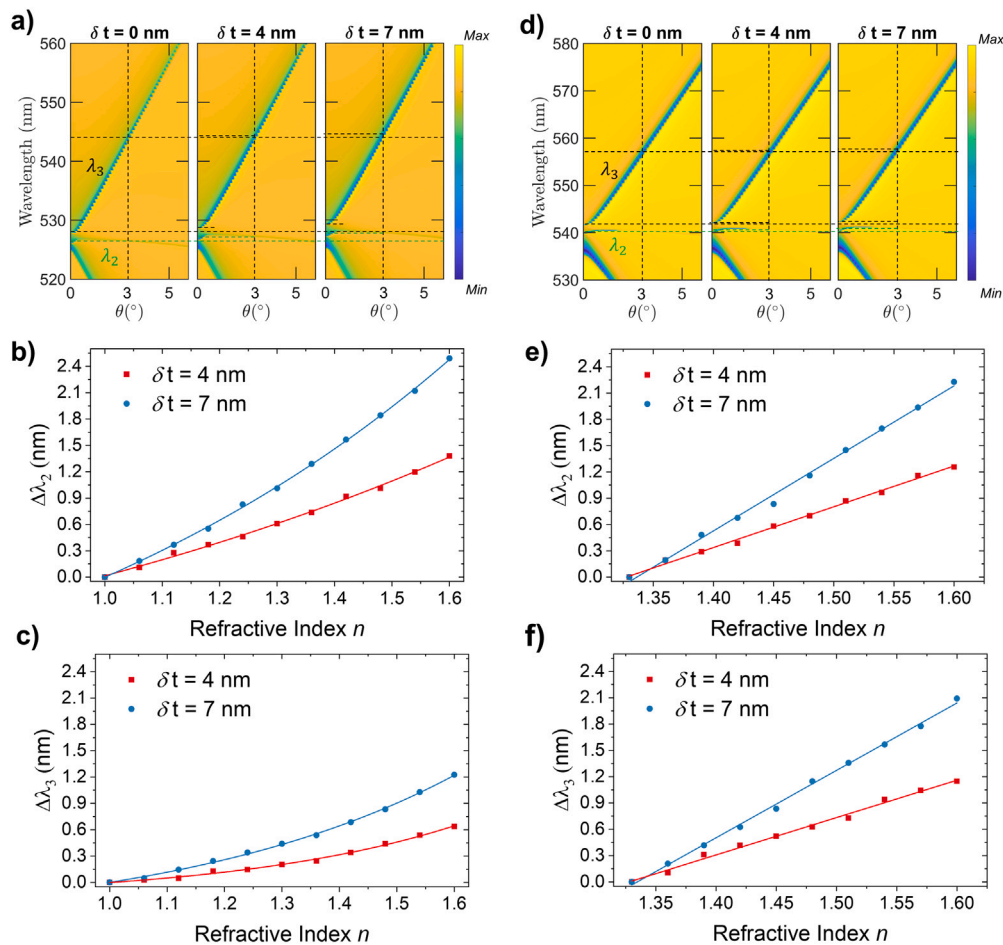 a)
δ t = 0 nm δ t = 4 nm δ t = 7 nm
Max
560
550
540
530
520
Wavelength (nm)
λ3
λ2
Min
0 3 5 0 3 5 0 3 5
θ(°) θ(°) θ(°)
d)
δ t = 0 nm δ t = 4 nm δ t = 7 nm
Max
580
570
560
550
540
530
Wavelength (nm)
λ3
λ2
Min
0 3 5 0 3 5 0 3 5
θ(°) θ(°) θ(°)
b)
δ t = 4 nm
δ t = 7 nm
2.4
2.1
1.8
1.5
1.2
0.9
0.6
0.3
0.0
Δλ2 (nm)
1.0 1.1 1.2 1.3 1.4 1.5 1.6
Refractive Index n
e)
δ t = 4 nm
δ t = 7 nm
2.4
2.1
1.8
1.5
1.2
0.9
0.6
0.3
0.0
Δλ2 (nm)
1.35 1.40 1.45 1.50 1.55 1.60
Refractive Index n
c)
δ t = 4 nm
δ t = 7 nm
2.4
2.1
1.8
1.5
1.2
0.9
0.6
0.3
0.0
Δλ3 (nm)
1.0 1.1 1.2 1.3 1.4 1.5 1.6
Refractive Index n
f)
δ t = 4 nm
δ t = 7 nm
2.4
2.1
1.8
1.5
1.2
0.9
0.6
0.3
0.0
Δλ3 (nm)
1.35 1.40 1.45 1.50 1.55 1.60
Refractive Index n